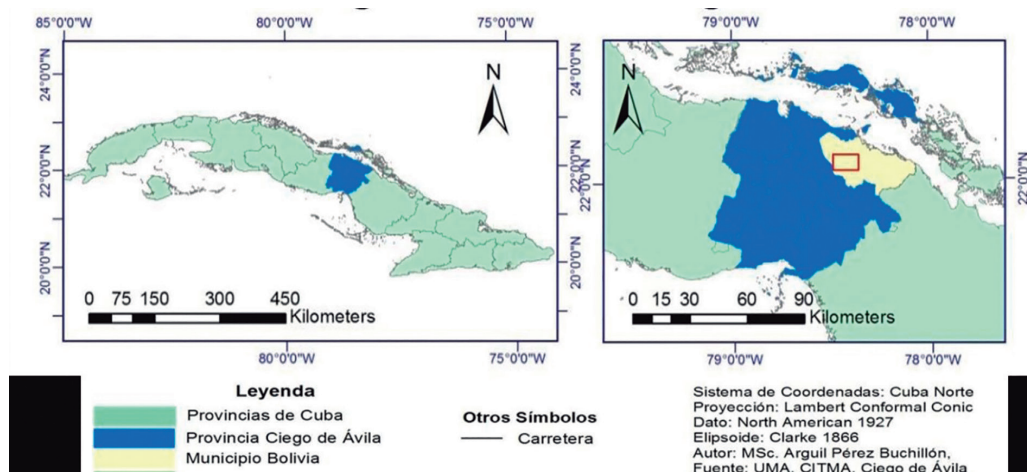 85°0'0"W 80°0'0"W 75°0'0"W
24°0'0"N
22°0'0"N
20°0'0"N
N
24°0'0"N
22°0'0"N
20°0'0"N
0 75 150 300 450
Kilometers
80°0'0"W 75°0'0"W
79°0'0"W 78°0'0"W
22°0'0"N
N
22°0'0"N
0 15 30 60 90
Kilometers
79°0'0"W 78°0'0"W
Leyenda
Provincias de Cuba
Provincia Ciego de Ávila
Municipio Bolivia
Otros Símbolos
Carretera
Sistema de Coordenadas: Cuba Norte
Proyección: Lambert Conformal Conic
Dato: North American 1927
Elipsoide: Clarke 1866
Autor: MSc. Arguil Pérez Buchillón,
Fuente: UMA, CITMA, Ciego de Ávila